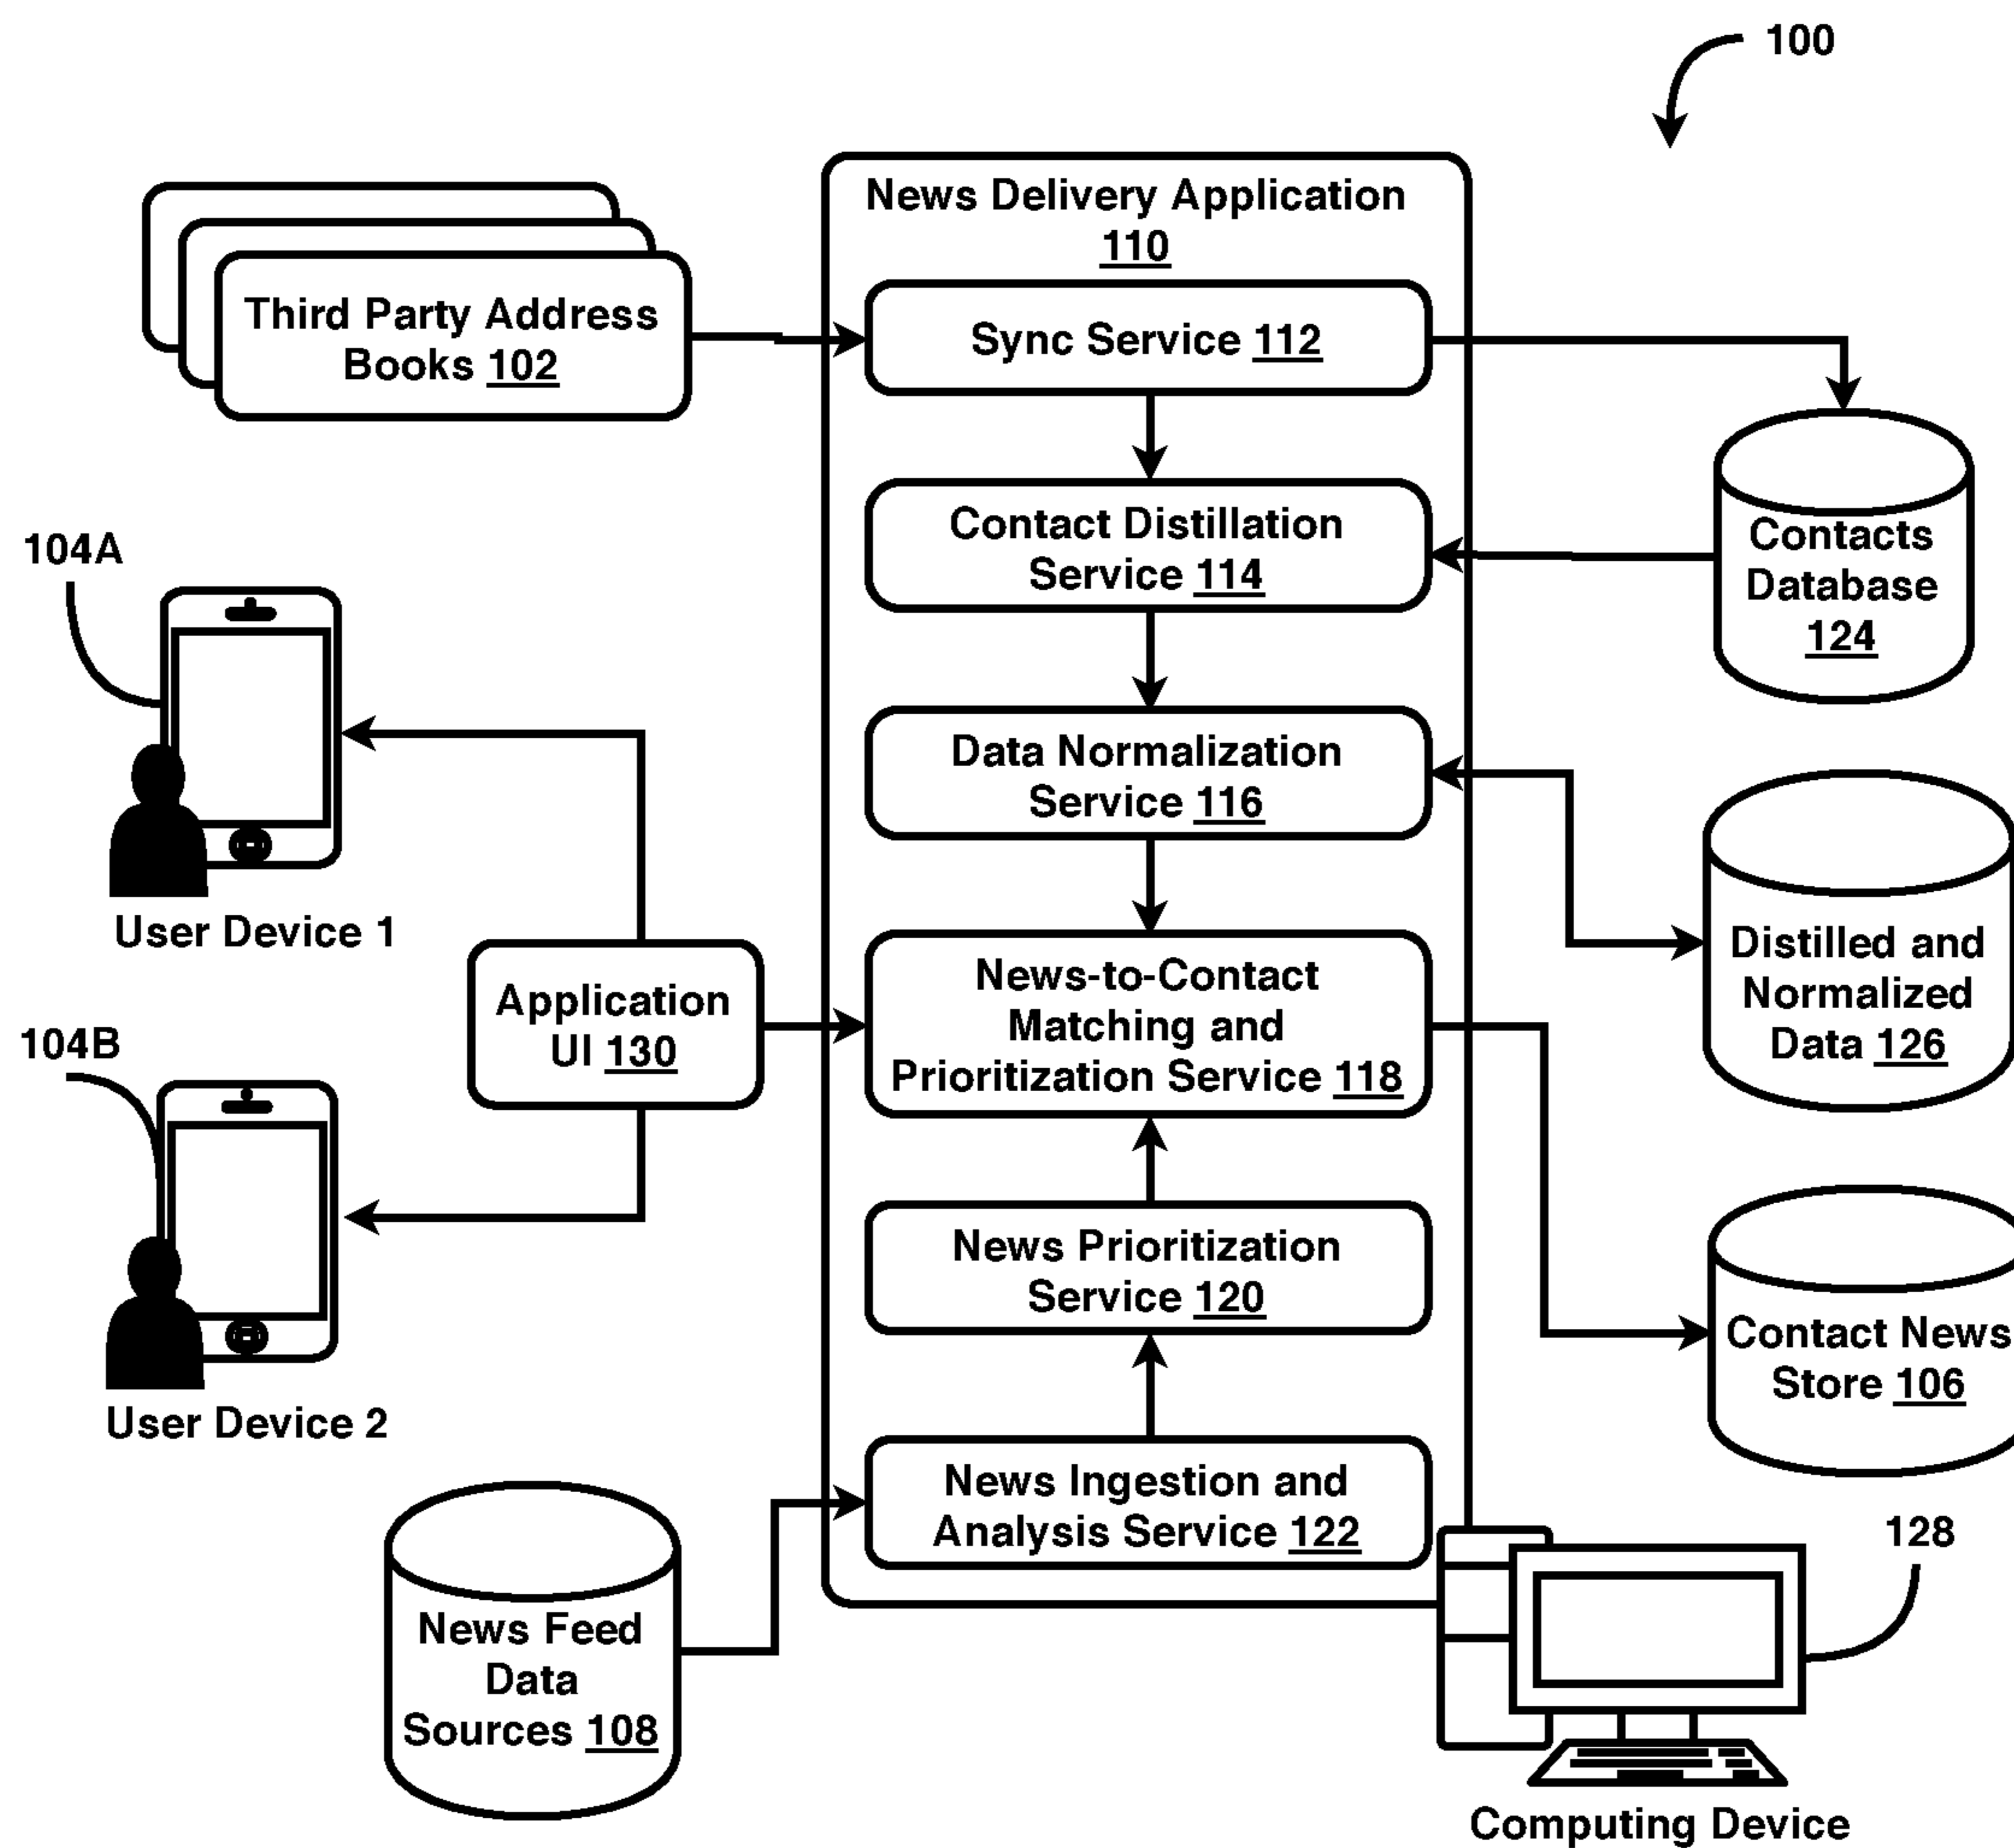 100
News Delivery Application
110
Third Party Address
Books 102
Sync Service 112
Contact Distillation
Service 114
Contacts
Database
124
104A
User Device 1
Data Normalization
Service 116
Distilled and
Normalized
Data 126
Application
UI 130
News-to-Contact
Matching and
Prioritization Service 118
104B
User Device 2
News Prioritization
Service 120
Contact News
Store 106
News Ingestion and
Analysis Service 122
News Feed
Data
Sources 108
128
Computing Device